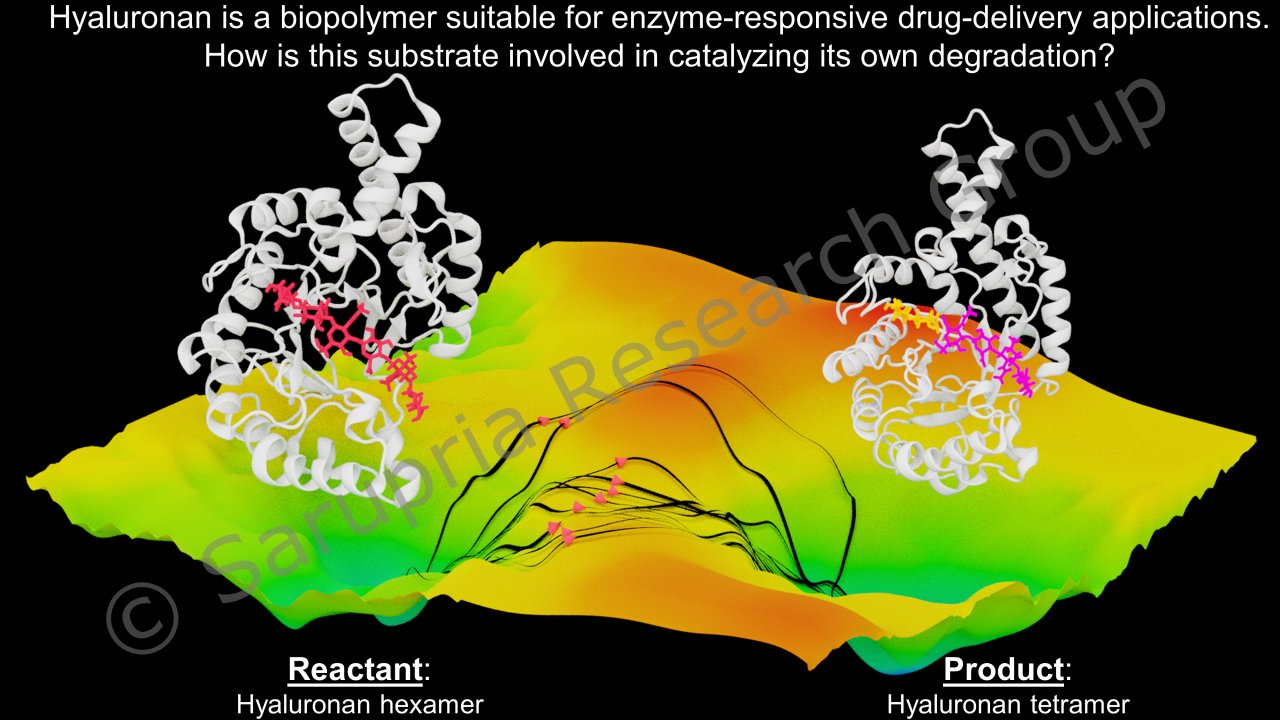 Hyaluronan is a biopolymer suitable for enzyme-responsive drug-delivery applications.
How is this substrate involved in catalyzing its own degradation?
© Sarupria Research Group
Reactant:
Hyaluronan hexamer
Product:
Hyaluronan tetramer